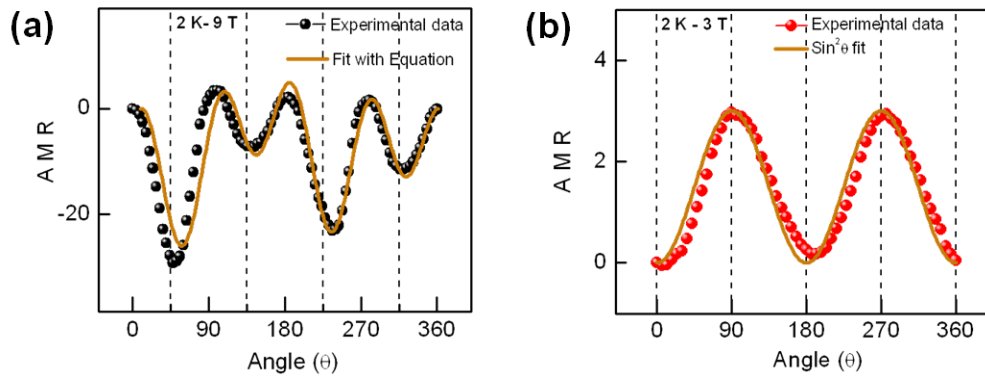 (a)
2 K - 9 T
Experimental data
Fit with Equation
0
-20
A M R
0 90 180 270 360
Angle (θ)
(b)
2 K - 3 T
Experimental data
Sin²θ fit
4
2
0
A M R
0 90 180 270 360
Angle (θ)